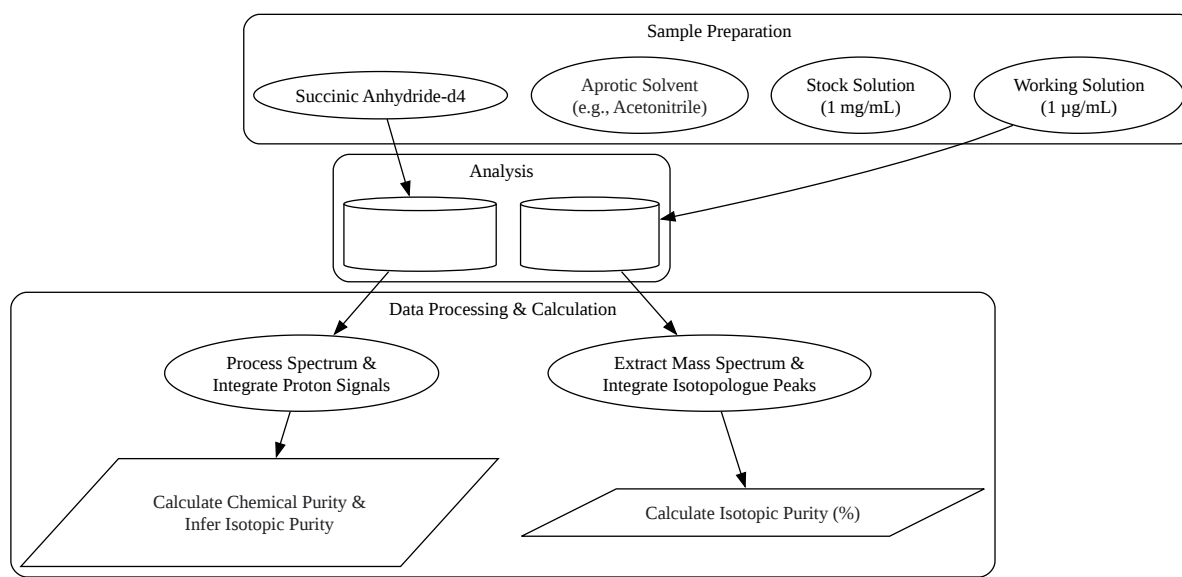 Sample Preparation
Succinic Anhydride-d4
Aprotic Solvent
(e.g., Acetonitrile)
Stock Solution
(1 mg/mL)
Working Solution
(1 µg/mL)
Analysis
Data Processing & Calculation
Process Spectrum &
Integrate Proton Signals
Extract Mass Spectrum &
Integrate Isotopologue Peaks
Calculate Chemical Purity &
Infer Isotopic Purity
Calculate Isotopic Purity (%)